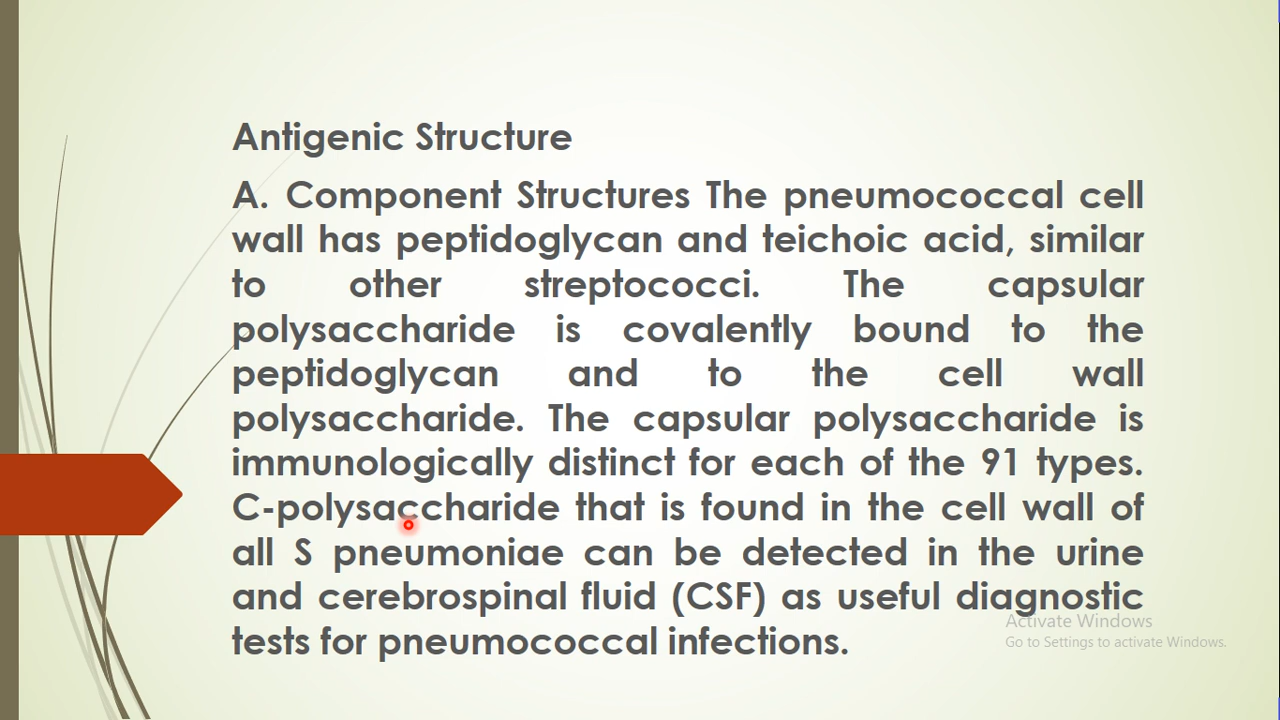 Antigenic Structure
A. Component Structures The pneumococcal cell
wall has peptidoglycan and teichoic acid, similar
to other streptococci. The capsular
polysaccharide is covalently bound to the
peptidoglycan and to the cell wall
polysaccharide. The capsular polysaccharide is
immunologically distinct for each of the 91 types.
C-polysaccharide that is found in the cell wall of
all S pneumoniae can be detected in the urine
and cerebrospinal fluid (CSF) as useful diagnostic
tests for pneumococcal infections.
Activate Windows
Go to Settings to activate Windows.